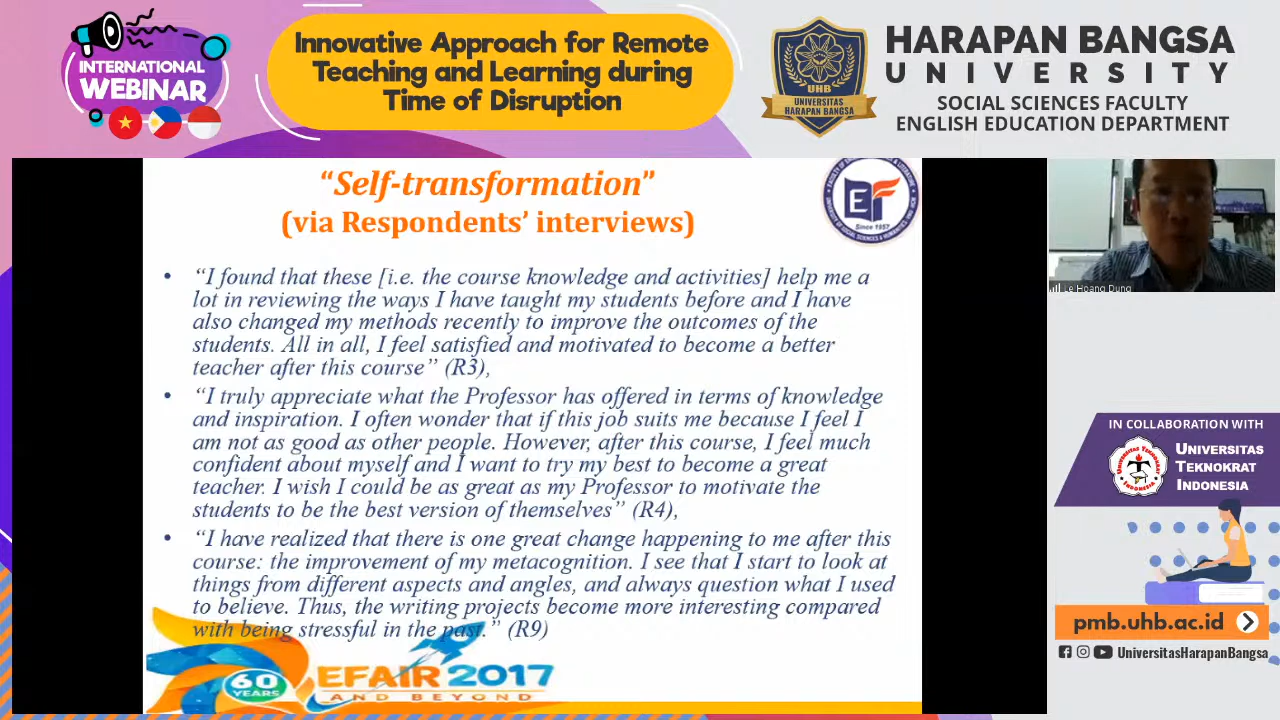 INTERNATIONAL
WEBINAR
Innovative Approach for Remote
Teaching and Learning during
Time of Disruption
UHB
UNIVERSITAS
HARAPAN BANGSA
HARAPAN BANGSA
UNIVERSITY
SOCIAL SCIENCES FACULTY
ENGLISH EDUCATION DEPARTMENT
“Self-transformation”
(via Respondents’ interviews)
EF
Since 1957
• “I found that these [i.e. the course knowledge and activities] help me a
lot in reviewing the ways I have taught my students before and I have
also changed my methods recently to improve the outcomes of the
students. All in all, I feel satisfied and motivated to become a better
teacher after this course” (R3),
• “I truly appreciate what the Professor has offered in terms of knowledge
and inspiration. I often wonder that if this job suits me because I feel I
am not as good as other people. However, after this course, I feel much
confident about myself and I want to try my best to become a great
teacher. I wish I could be as great as my Professor to motivate the
students to be the best version of themselves” (R4),
• “I have realized that there is one great change happening to me after this
course: the improvement of my metacognition. I see that I start to look at
things from different aspects and angles, and always question what I used
to believe. Thus, the writing projects become more interesting compared
with being stressful in the past.” (R9)
60
YEARS
EFAIR 2017
AND BEYOND
Le Hoang Dung
IN COLLABORATION WITH
UNIVERSITAS
TEKNOKRAT
INDONESIA
pmb.uhb.ac.id
UniversitasHarapanBangsa